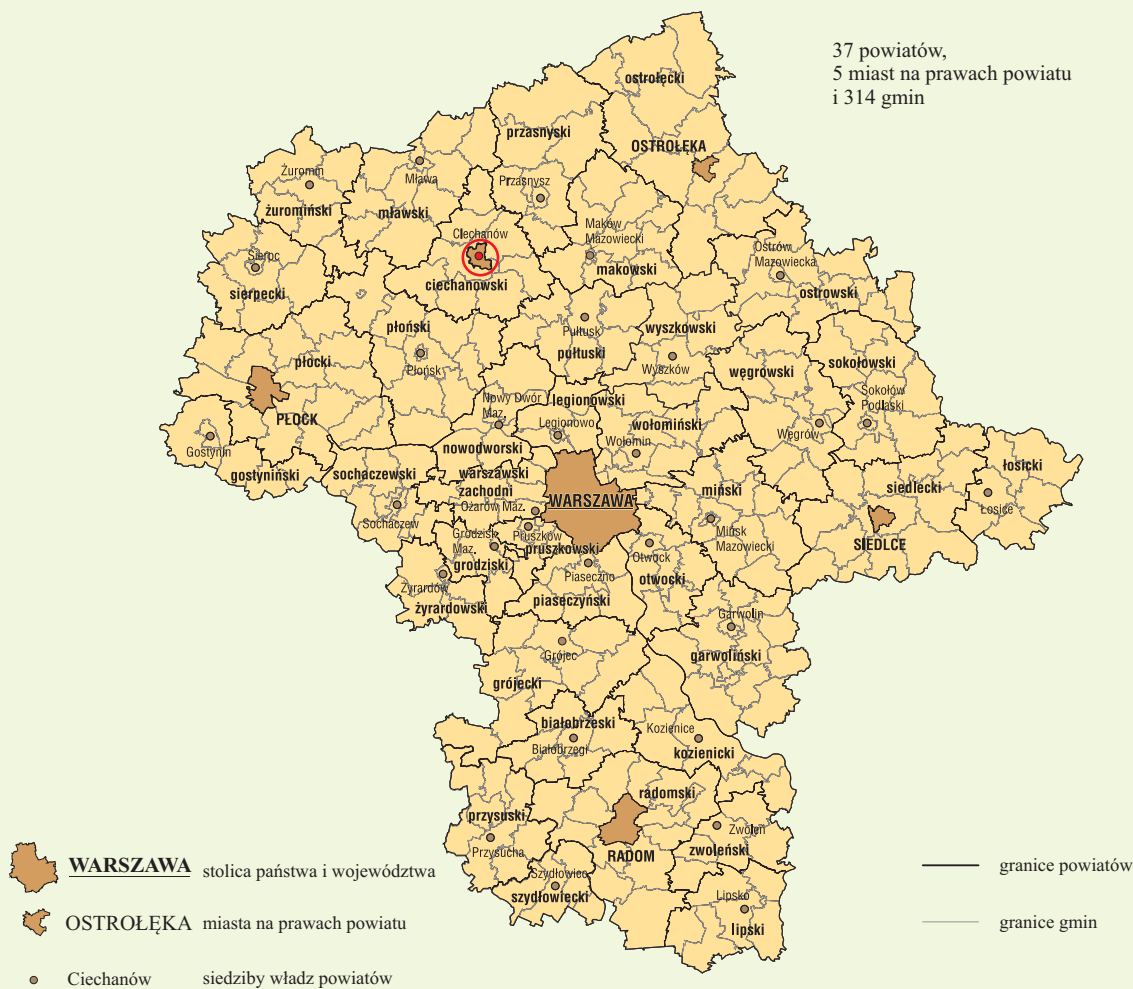 37 powiatów,
5 miast na prawach powiatu
i 314 gmin
ostrołęcki
przasnyski
OSTROŁĘKA
Żuromin
Mława
Przasnysz
żuromiński
mławski
Ciechanów
Maków
Mazowiecki
Ostrów
Mazowiecka
Sierpc
makowski
ciechanowski
sierpecki
ostrowski
płoński
Pułtusk
wyszkowski
płocki
pułtuski
Wyszków
węgrowski
sokołowski
Płońsk
Nowy Dwór
Maz.
legionowski
Sokołów
Podlaski
PŁOCK
Legionowo
wołomiński
Węgrów
Gostynin
Wołomin
nowodworski
gostyniński
sochaczewski
warszawski
zachodni
łosicki
miński
siedlecki
WARSZAWA
Ożarów Maz.
Łosice
Sochaczew
Grodzisk
Maz.
Pruszków
Mińsk
Mazowiecki
SIEDLCE
pruszkowski
Otwock
grodziski
Piaseczno
otwocki
Żyrardów
żyrardowski
piaseczyński
Garwolin
Grójec
garwoliński
grójecki
białobrzeski
Kozienice
Białobrzegi
kozienicki
radomski
przysuski
Zwoleń
Przysucha
RADOM
zwoleński
Szydłowiec
szydłowiecki
Lipsko
lipski
WARSZAWA stolica państwa i województwa
OSTROŁĘKA miasta na prawach powiatu
Ciechanów siedziby władz powiatów
granice powiatów
granice gmin